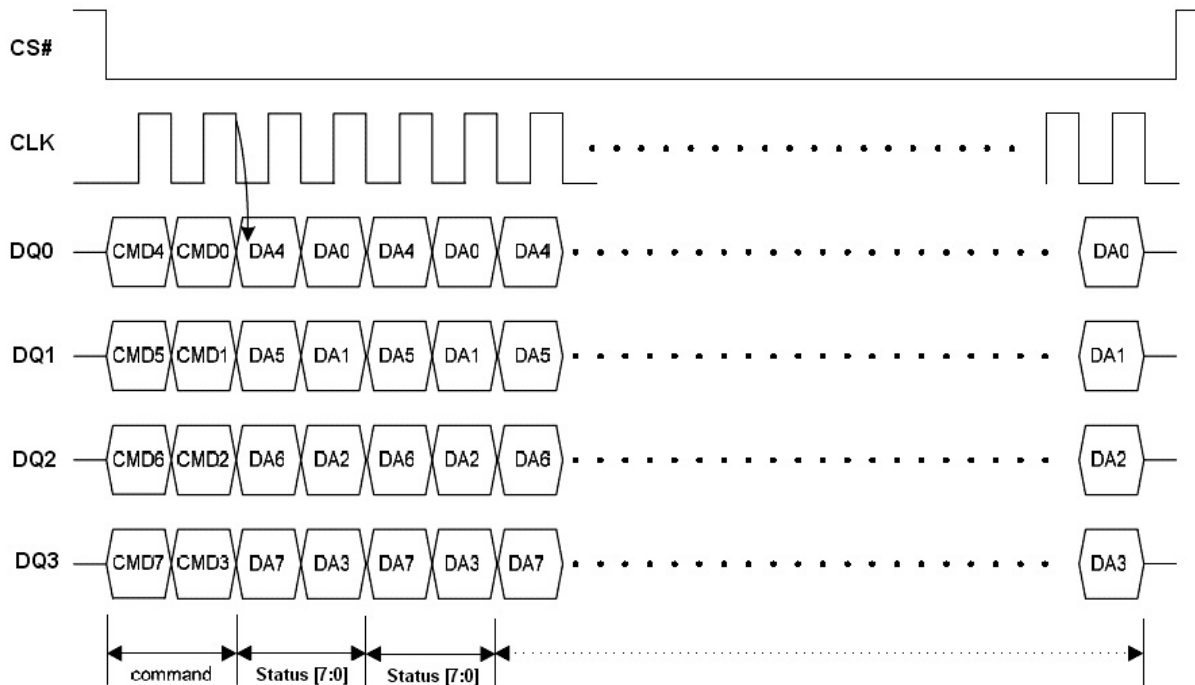 CS#
CLK
DQ0 CMD4 CMD0 DA4 DA0 DA4 DA0 DA4 DA0
DQ1 CMD5 CMD1 DA5 DA1 DA5 DA1 DA5 DA1
DQ2 CMD6 CMD2 DA6 DA2 DA6 DA2 DA6 DA2
DQ3 CMD7 CMD3 DA7 DA3 DA7 DA3 DA7 DA3
command Status [7:0] Status [7:0]